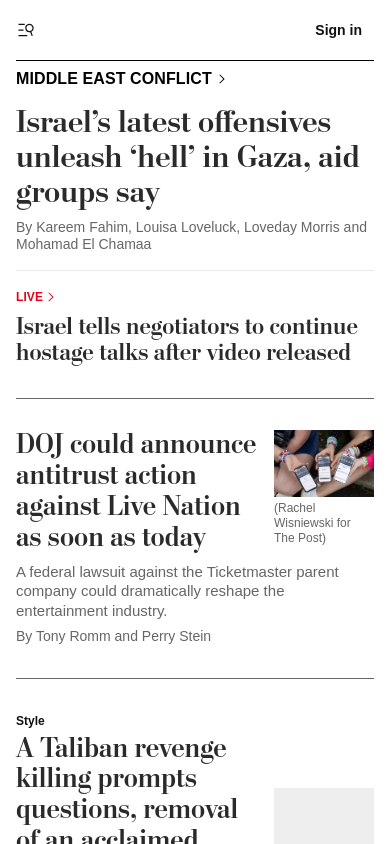 Sign in
MIDDLE EAST CONFLICT
Israel’s latest offensives
unleash ‘hell’ in Gaza, aid
groups say
By Kareem Fahim, Louisa Loveluck, Loveday Morris and
Mohamad El Chamaa
LIVE
Israel tells negotiators to continue
hostage talks after video released
DOJ could announce
antitrust action
against Live Nation
as soon as today
(Rachel
Wisniewski for
The Post)
A federal lawsuit against the Ticketmaster parent
company could dramatically reshape the
entertainment industry.
By Tony Romm and Perry Stein
Style
A Taliban revenge
killing prompts
questions, removal
of an acclaimed